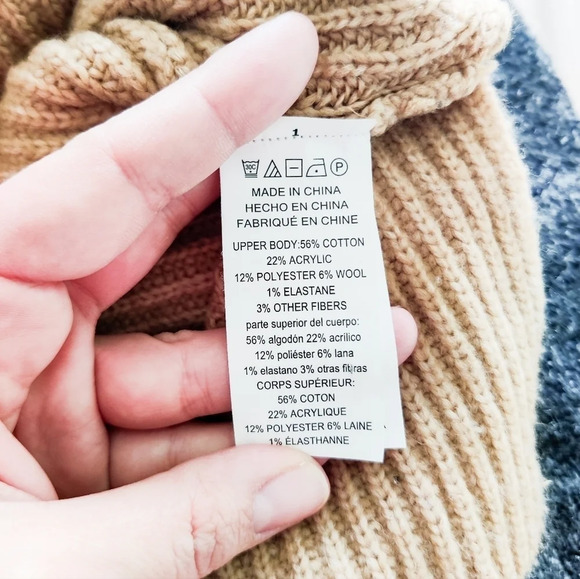 1
30C P
MADE IN CHINA
HECHO EN CHINA
FABRIQUÉ EN CHINE
UPPER BODY:56% COTTON
22% ACRYLIC
12% POLYESTER 6% WOOL
1% ELASTANE
3% OTHER FIBERS
parte superior del cuerpo:
56% algodón 22% acrílico
12% poliéster 6% lana
1% elastano 3% otras fibras
CORPS SUPÉRIEUR:
56% COTON
22% ACRYLIQUE
12% POLYESTER 6% LAINE
1% ÉLASTHANNE